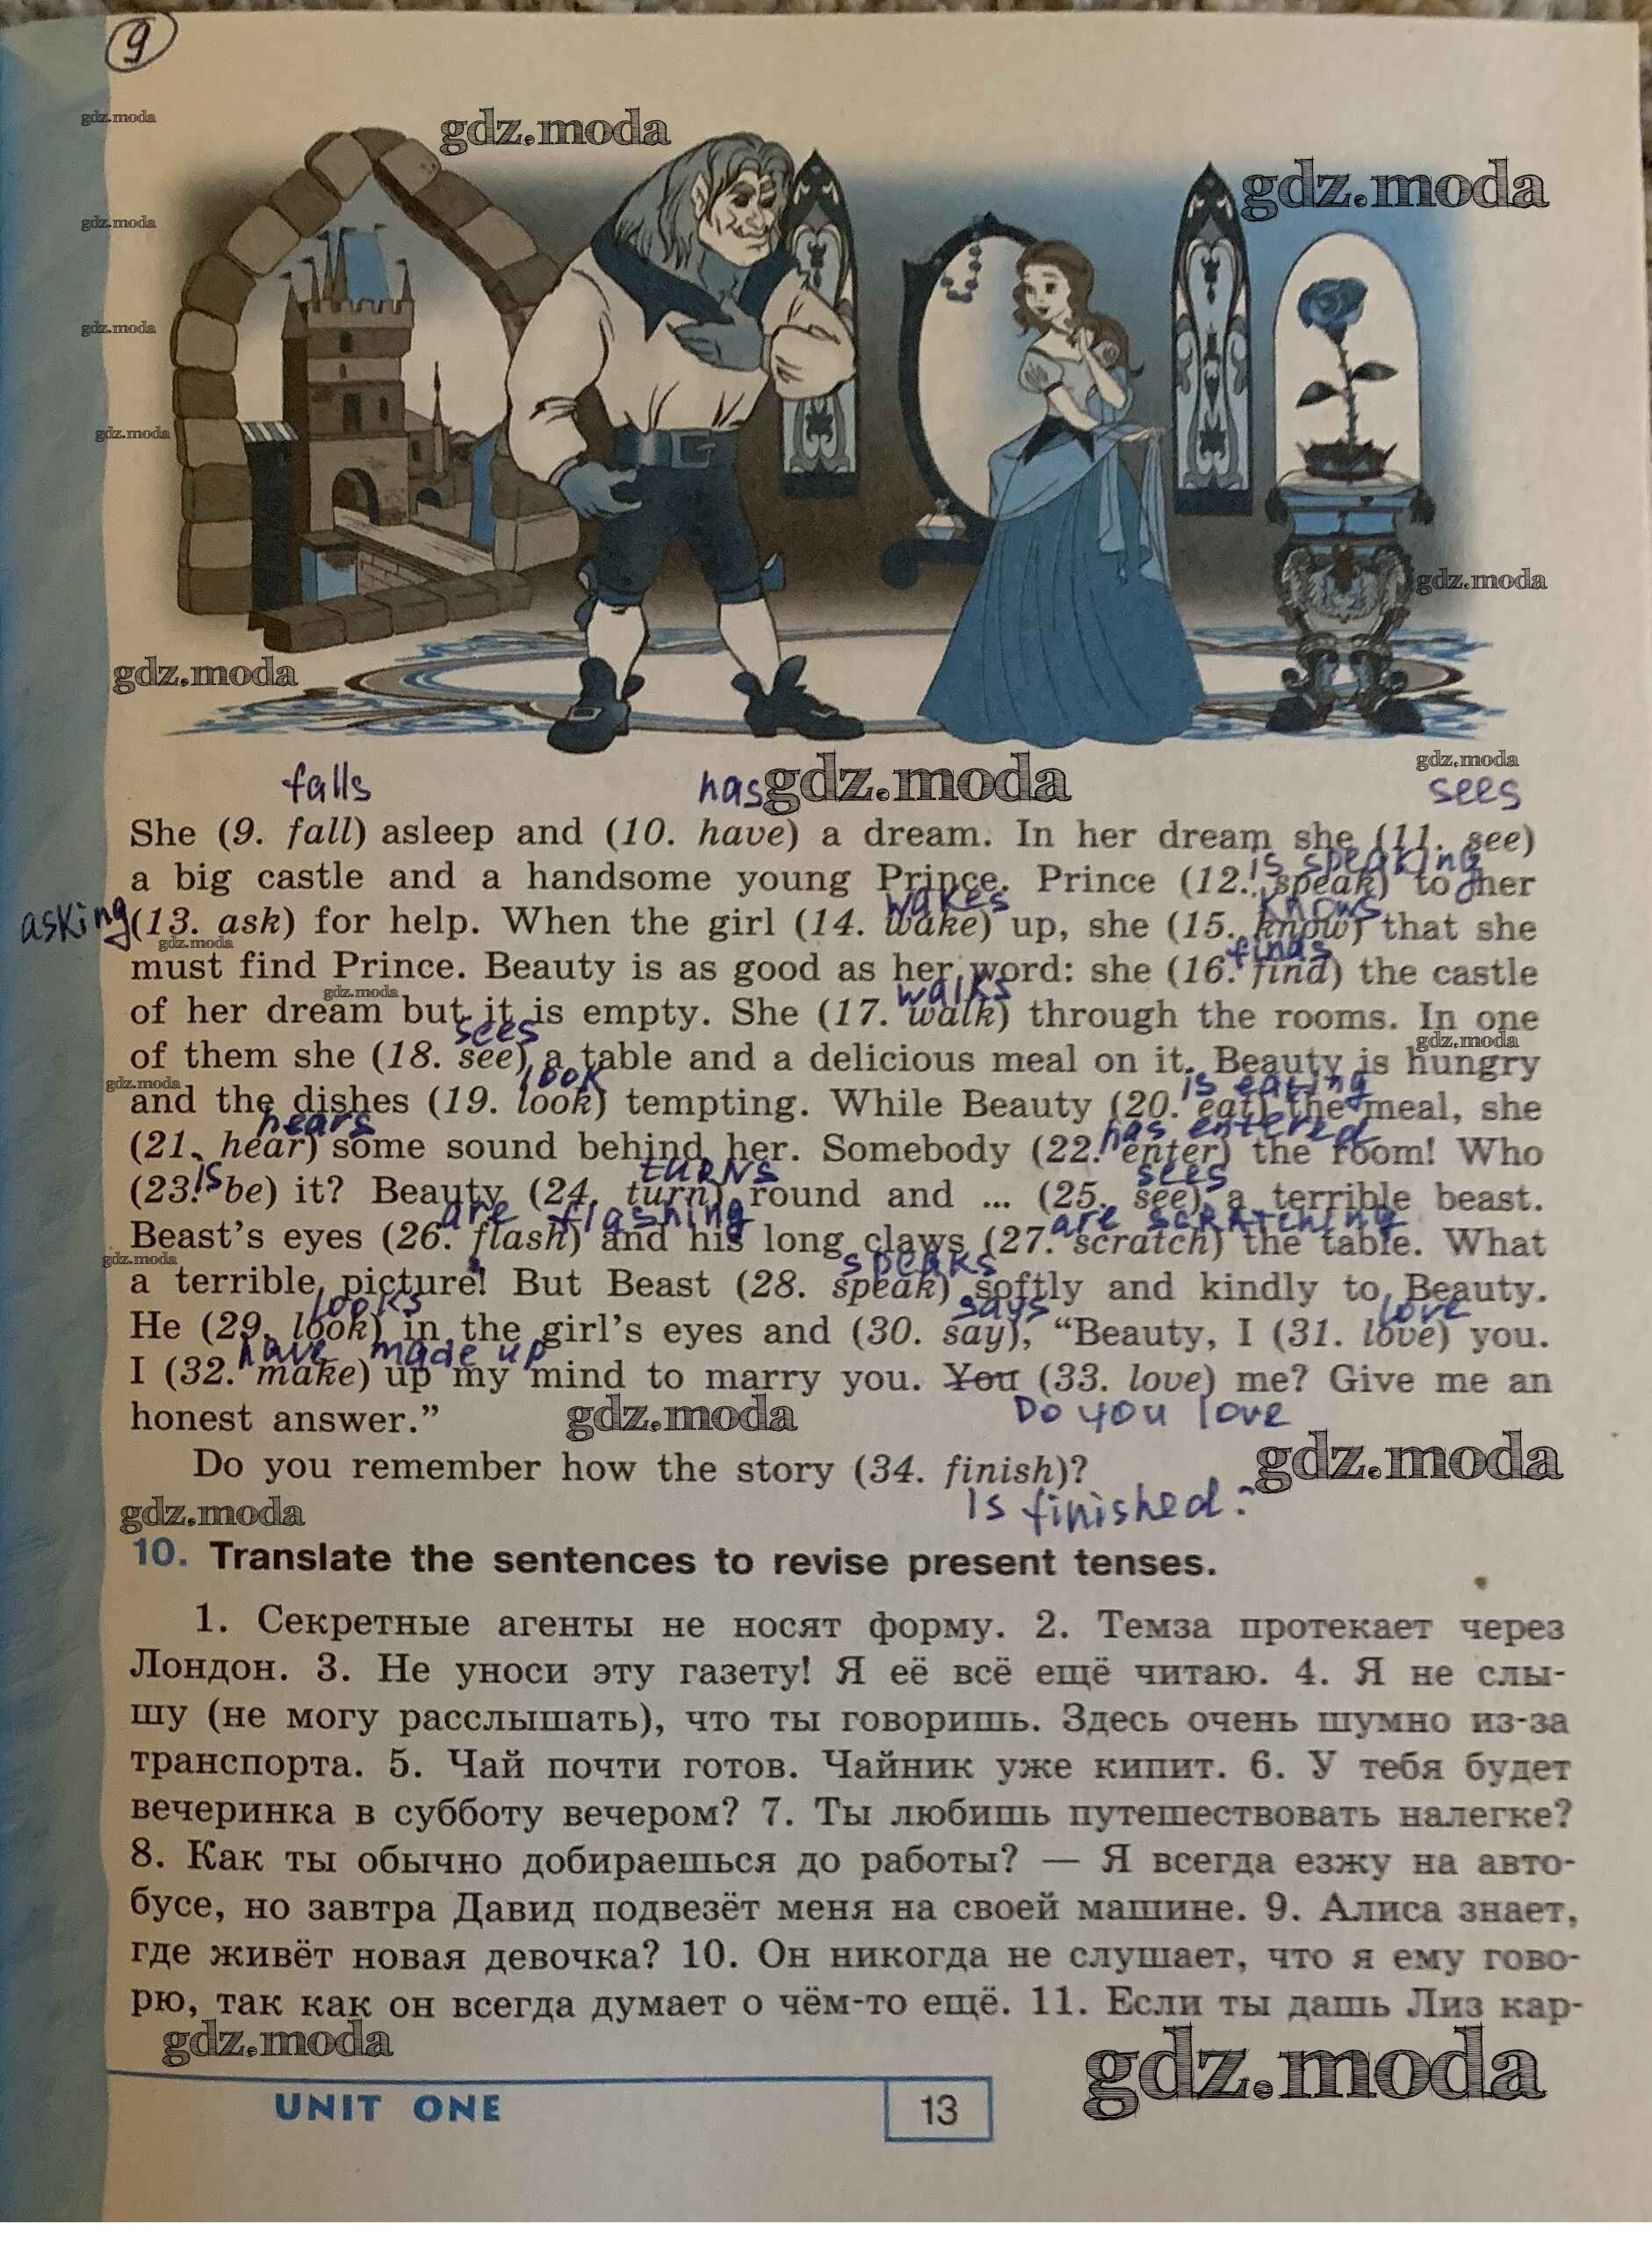 9
gdz.moda
gdz.moda
gdz.moda
gdz.moda
gdz.moda
gdz.moda
gdz.moda
gdz.moda
gdz.moda
falls has gdz.moda sees
She (9. fall) asleep and (10. have) a dream. In her dream she (11. see)
is speaking
a big castle and a handsome young Prince. Prince (12. speak) to her
wakes knows
asking (13. ask) for help. When the girl (14. wake) up, she (15. know) that she
gdz.moda finds
must find Prince. Beauty is as good as her word: she (16. find) the castle
gdz.moda walks
of her dream but it is empty. She (17. walk) through the rooms. In one
sees gdz.moda
of them she (18. see) a table and a delicious meal on it. Beauty is hungry
gdz.moda look is eating
and the dishes (19. look) tempting. While Beauty (20. eat) the meal, she
hears has entered
(21. hear) some sound behind her. Somebody (22. enter) the room! Who
is turns sees
(23. be) it? Beauty (24. turn) round and ... (25. see) a terrible beast.
are flashing are scratching
Beast's eyes (26. flash) and his long claws (27. scratch) the table. What
gdz.moda speaks
a terrible picture! But Beast (28. speak) softly and kindly to Beauty.
looks says love
He (29. look) in the girl's eyes and (30. say), “Beauty, I (31. love) you.
have made up
I (32. make) up my mind to marry you. You (33. love) me? Give me an
honest answer.” gdz.moda Do you love
gdz.moda
Do you remember how the story (34. finish)?
gdz.moda is finished?
10. Translate the sentences to revise present tenses.
1. Секретные агенты не носят форму. 2. Темза протекает через
Лондон. 3. Не уноси эту газету! Я её всё ещё читаю. 4. Я не слы-
шу (не могу расслышать), что ты говоришь. Здесь очень шумно из-за
транспорта. 5. Чай почти готов. Чайник уже кипит. 6. У тебя будет
вечеринка в субботу вечером? 7. Ты любишь путешествовать налегке?
8. Как ты обычно добираешься до работы? — Я всегда езжу на авто-
бусе, но завтра Давид подвезёт меня на своей машине. 9. Алиса знает,
где живёт новая девочка? 10. Он никогда не слушает, что я ему гово-
рю, так как он всегда думает о чём-то ещё. 11. Если ты дашь Лиз кар-
gdz.moda gdz.moda
UNIT ONE 13